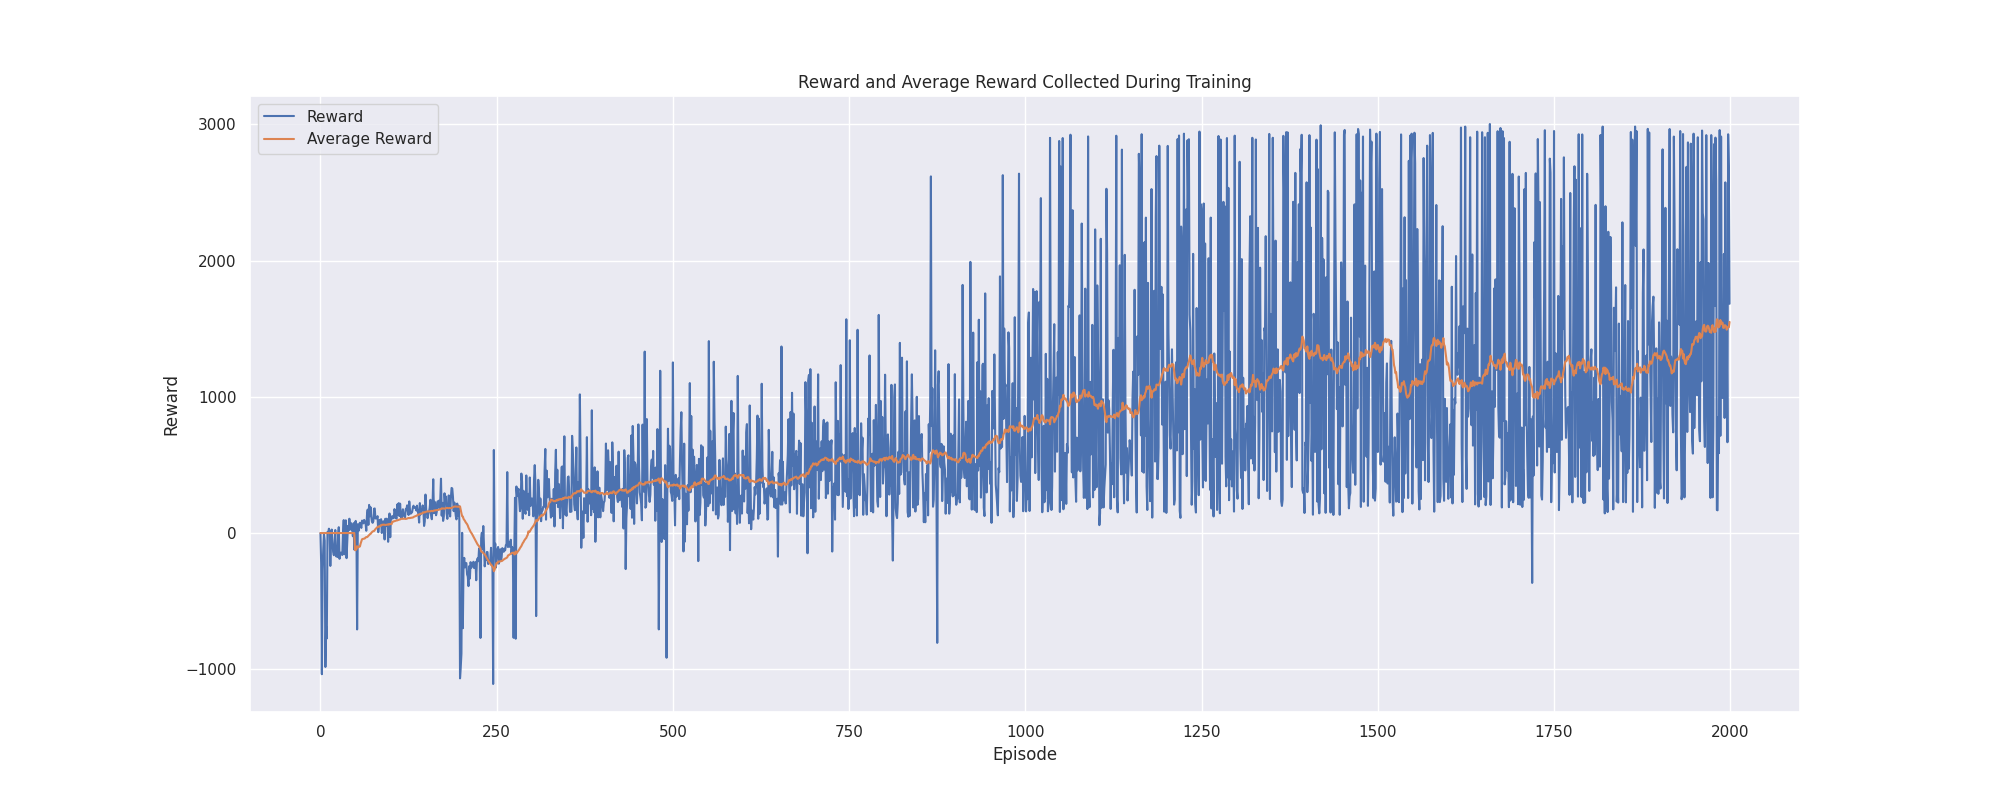 Reward and Average Reward Collected During Training
Reward
Average Reward
3000
2000
1000
0
−1000
Reward
0
250
500
750
1000
1250
1500
1750
2000
Episode